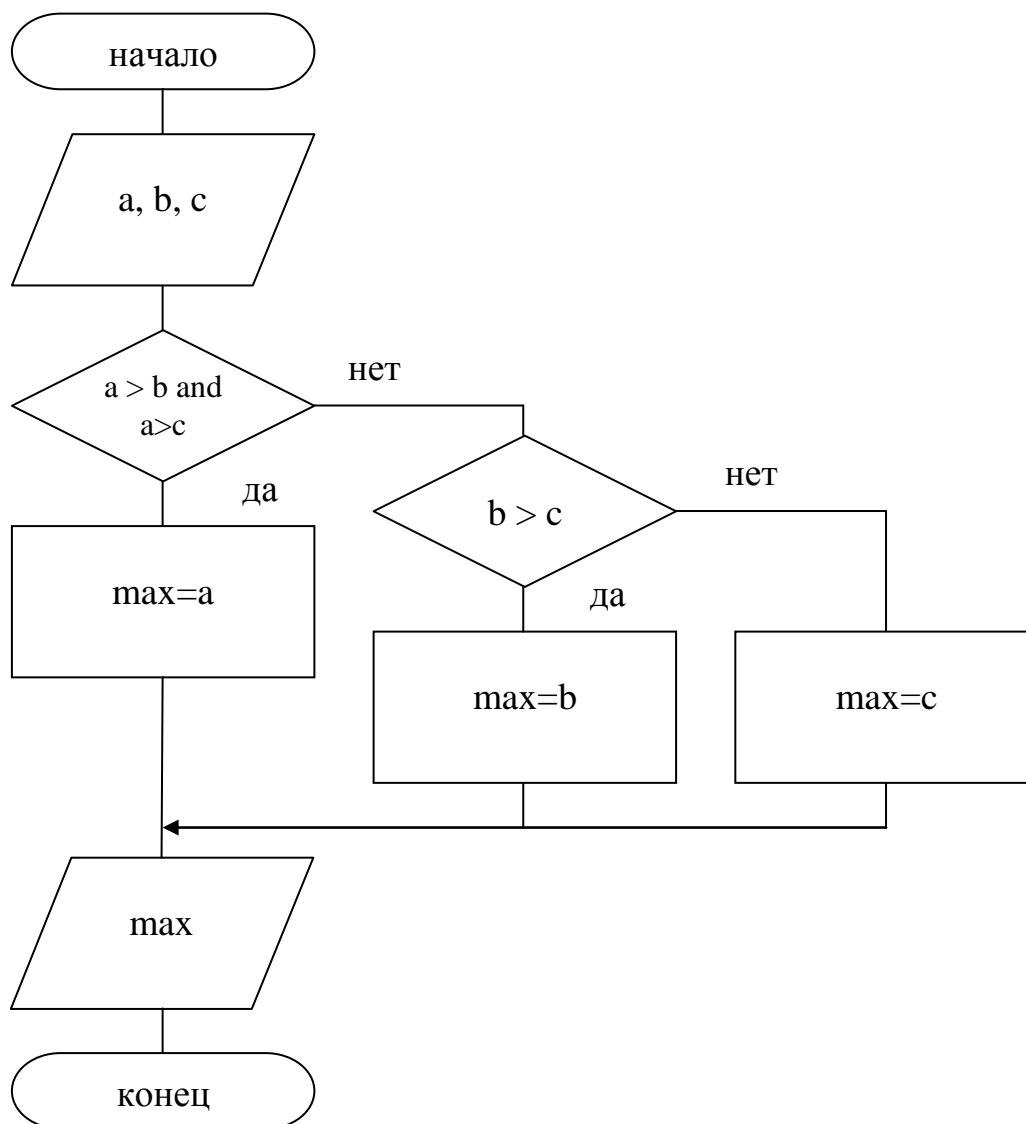 начало
a, b, c
a > b and
a>c
нет
да
b > c
нет
да
max=a
max=b
max=c
max
конец